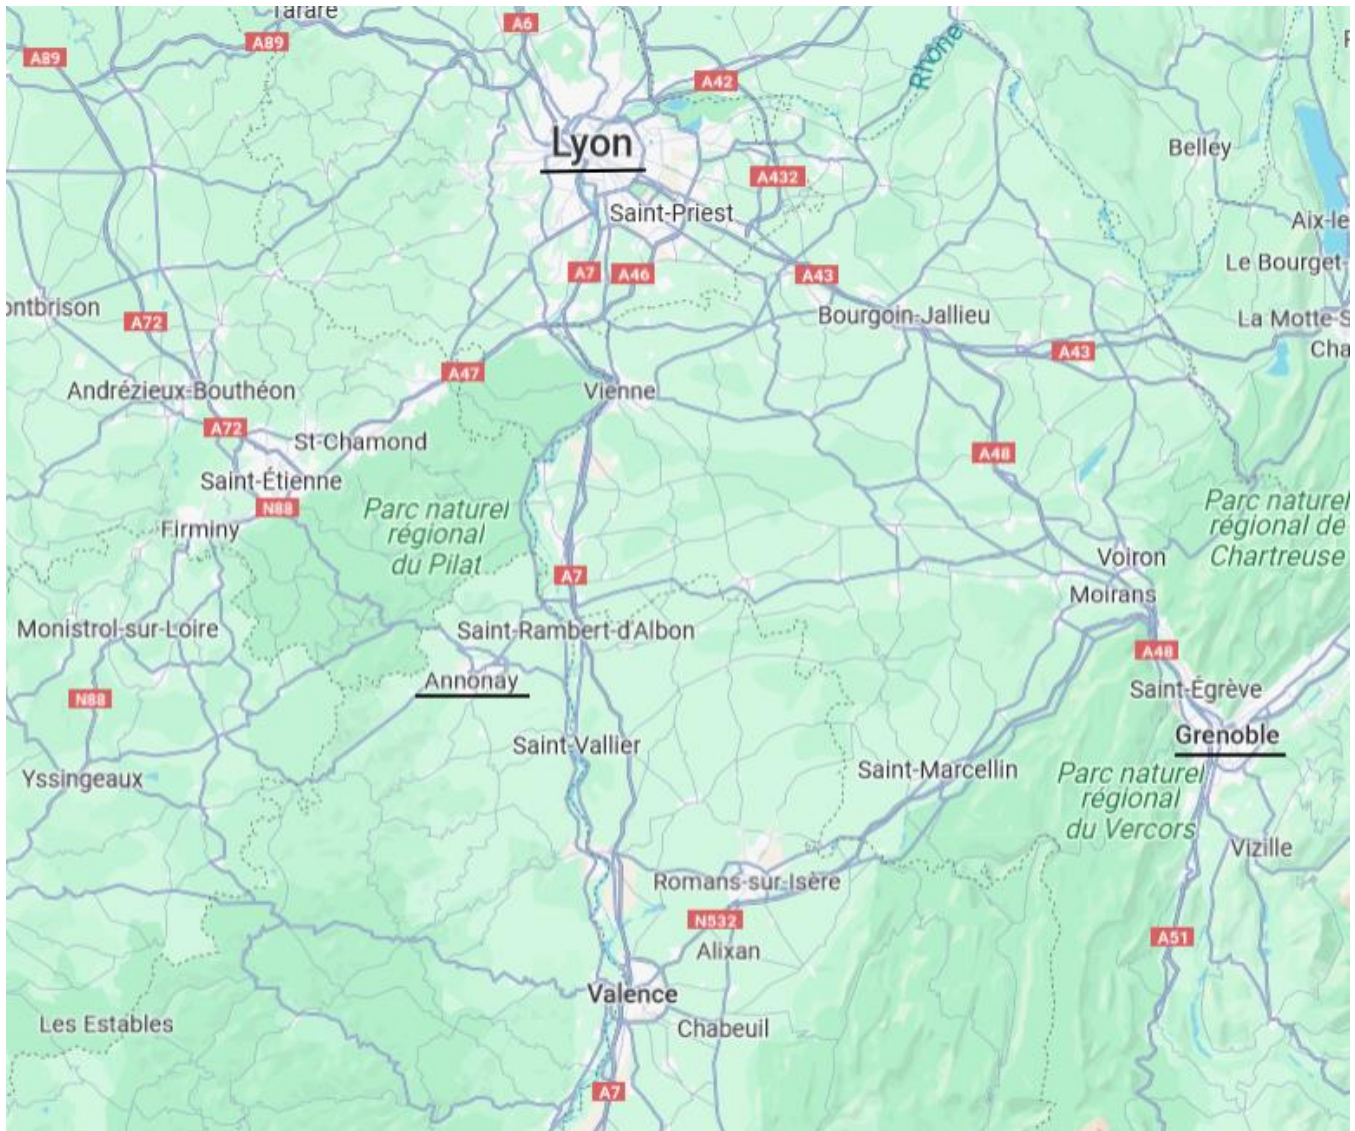 Tarare
A6
A89
A89
A42
Rhône
Lyon
Belley
A432
Saint-Priest
Aix-le
A7
A46
A43
Le Bourget-
ontbrison
A72
Bourgoin-Jallieu
La Motte-S
Cha
A43
A47
Andrézieux-Bouthéon
Vienne
A72
St-Chamond
A48
Saint-Étienne
N88
Parc naturel
régional
du Pilat
Parc naturel
régional de
Chartreuse
Firminy
Voiron
A7
Moirans
Monistrol-sur-Loire
Saint-Rambert-d'Albon
A48
Annonay
Saint-Égrève
N88
Grenoble
Saint-Vallier
Saint-Marcellin
Yssingeaux
Parc naturel
régional
du Vercors
Vizille
Romans-sur-Isère
N532
A51
Alixan
Valence
Les Estables
Chabeuil
A7